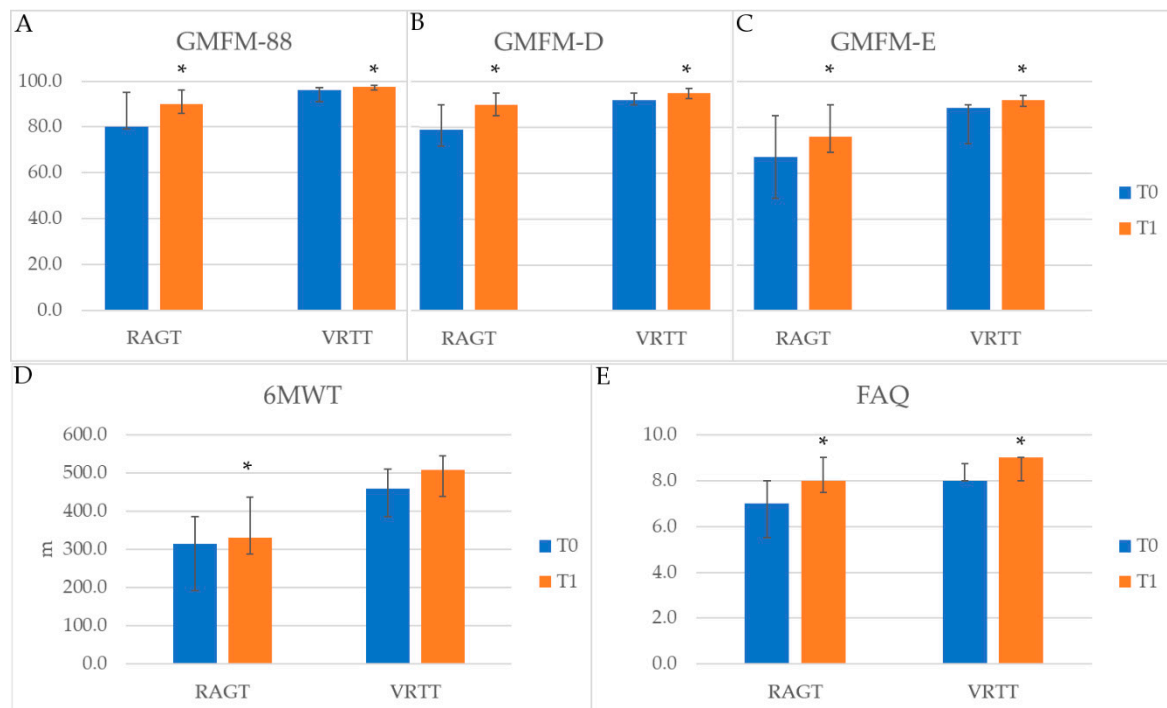 A
GMFM-88
100.0
80.0
60.0
40.0
20.0
0.0
* *
RAGT VRTT
B
GMFM-D
* *
RAGT VRTT
C
GMFM-E
* *
RAGT VRTT
T0
T1
D
6MWT
600.0
500.0
400.0
300.0
200.0
100.0
0.0
m
*
RAGT VRTT
T0
T1
E
FAQ
10.0
8.0
6.0
4.0
2.0
0.0
* *
RAGT VRTT
T0
T1